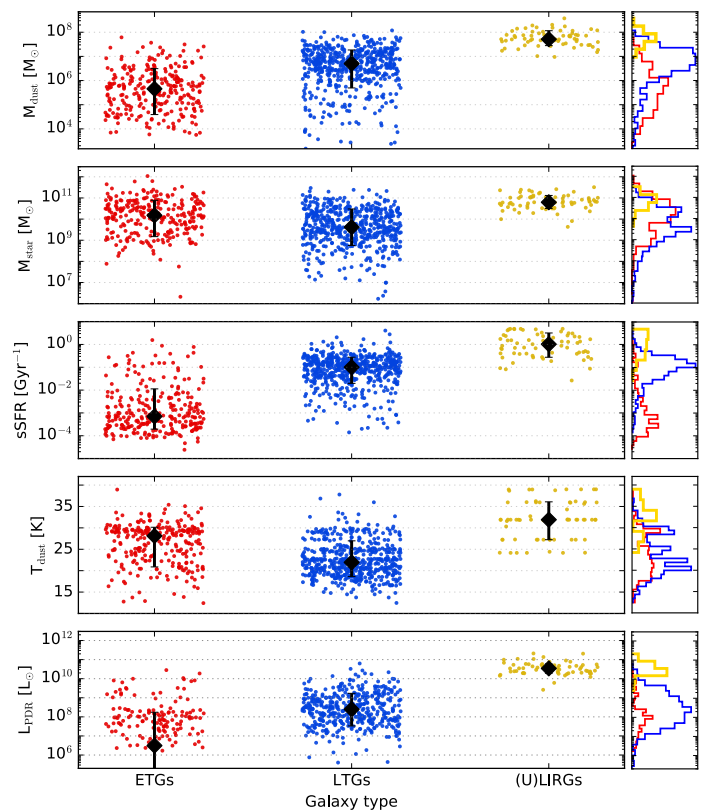 M_dust [M_⊙]
10^8
10^6
10^4
M_star [M_⊙]
10^11
10^9
10^7
sSFR [Gyr^−1]
10^0
10^−2
10^−4
T_dust [K]
35
25
15
L_PDR [L_⊙]
10^12
10^10
10^8
10^6
ETGs LTGs (U)LIRGs
Galaxy type